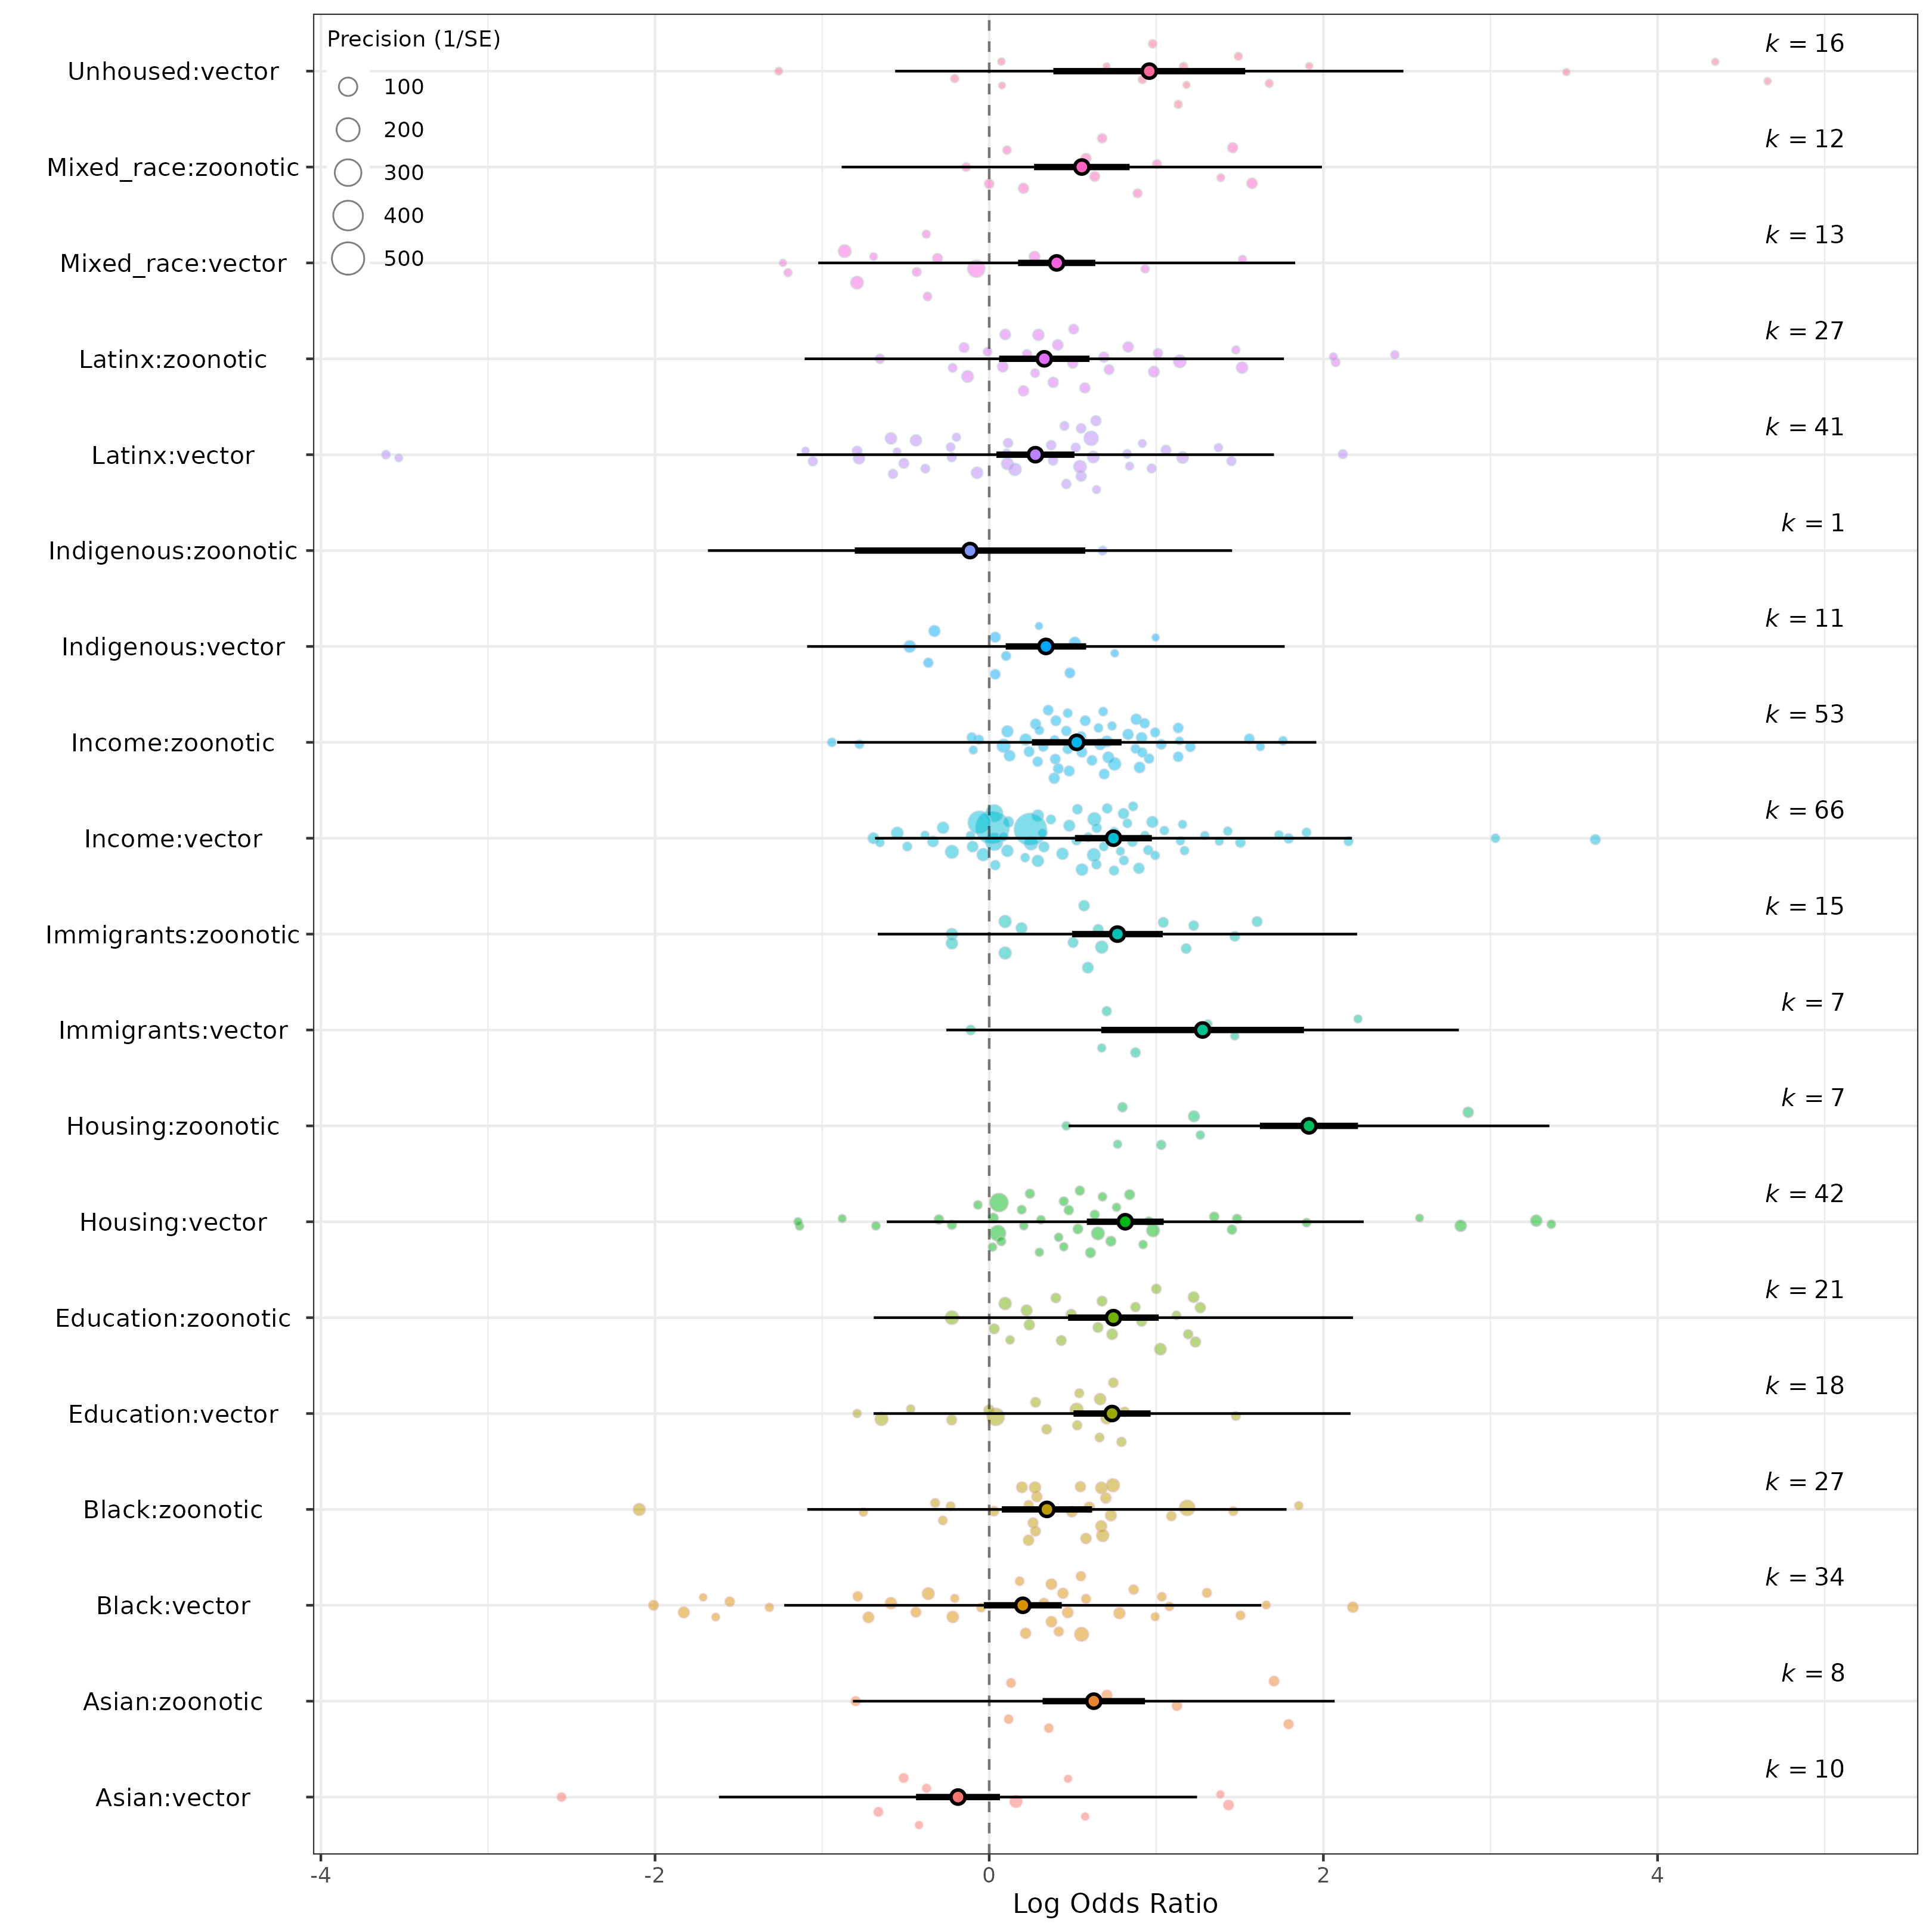 Precision (1/SE)
100
200
300
400
500
Unhoused:vector
k = 16
Mixed_race:zoonotic
k = 12
Mixed_race:vector
k = 13
Latinx:zoonotic
k = 27
Latinx:vector
k = 41
Indigenous:zoonotic
k = 1
Indigenous:vector
k = 11
Income:zoonotic
k = 53
Income:vector
k = 66
Immigrants:zoonotic
k = 15
Immigrants:vector
k = 7
Housing:zoonotic
k = 7
Housing:vector
k = 42
Education:zoonotic
k = 21
Education:vector
k = 18
Black:zoonotic
k = 27
Black:vector
k = 34
Asian:zoonotic
k = 8
Asian:vector
k = 10
-4 -2 0 2 4
Log Odds Ratio